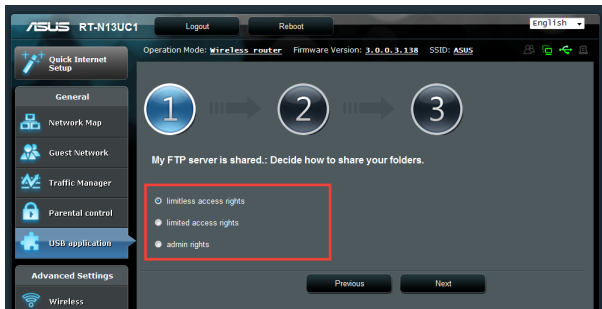 ASUS RT-N13UC1 Logout Reboot English
Operation Mode: Wireless router Firmware Version: 3.0.0.3.138 SSID: ASUS
Quick Internet
Setup
General
Network Map
Guest Network
Traffic Manager
Parental control
USB application
Advanced Settings
Wireless
1 2 3
My FTP server is shared.: Decide how to share your folders.
limitless access rights
limited access rights
admin rights
Previous Next